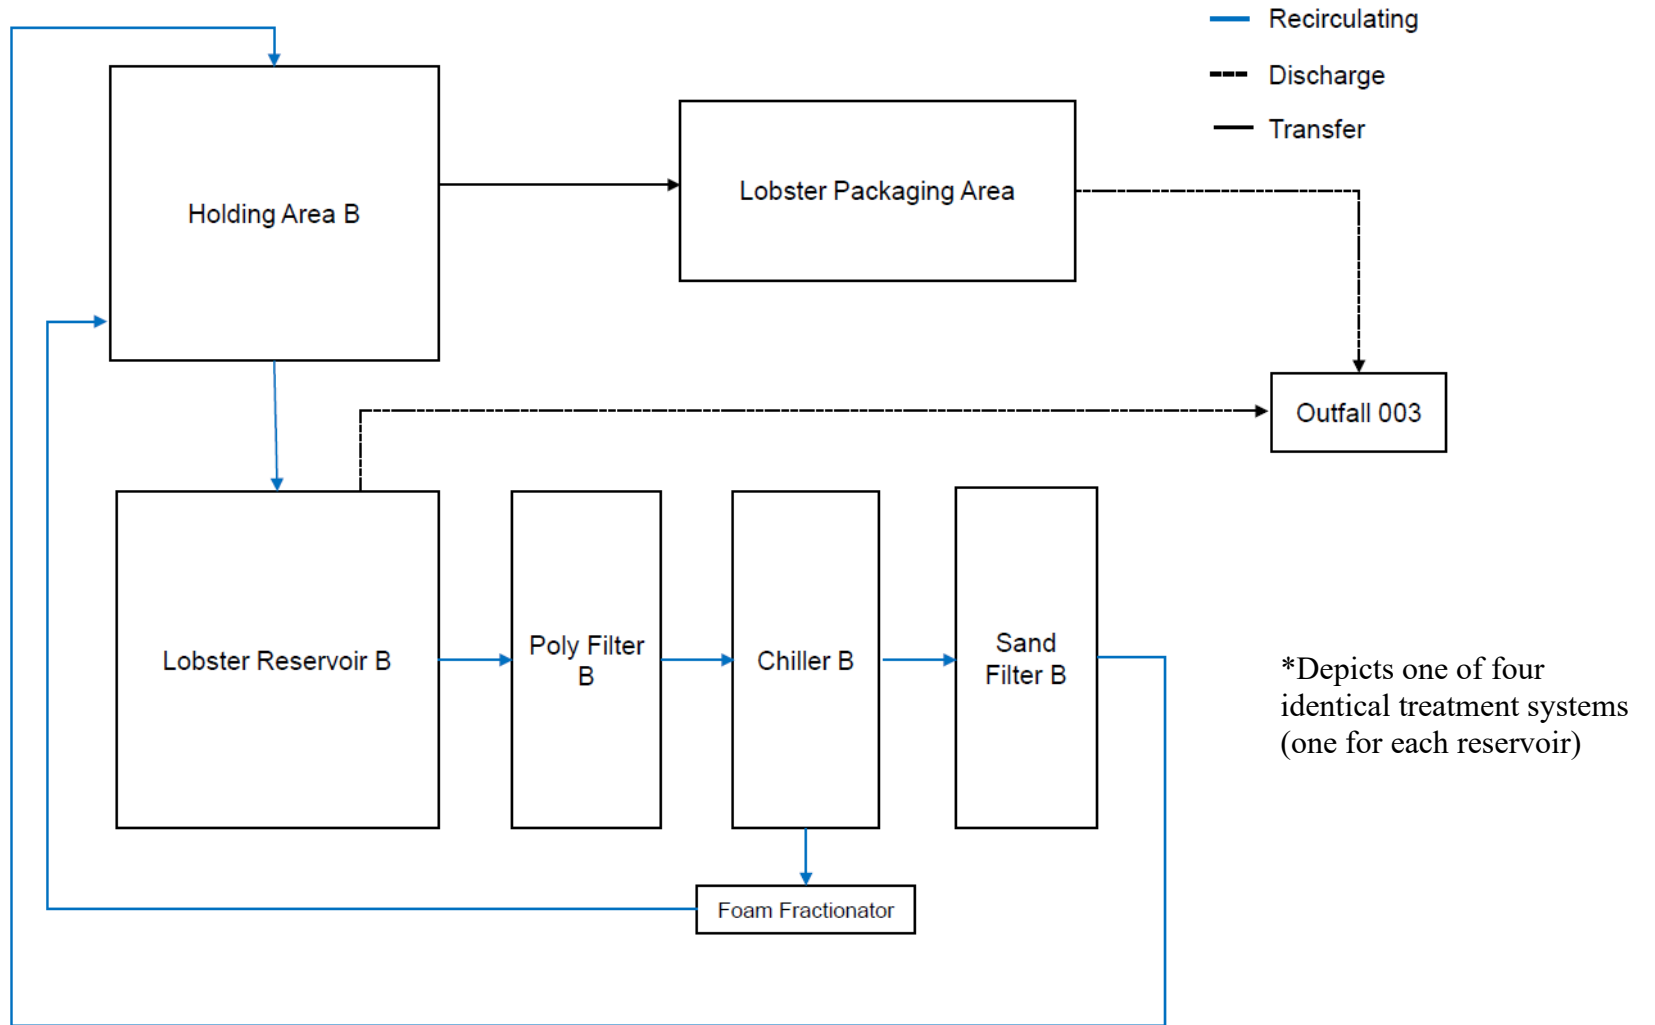 Recirculating
Discharge
Transfer
Holding Area B
Lobster Packaging Area
Outfall 003
Lobster Reservoir B
Poly Filter
B
Chiller B
Sand
Filter B
*Depicts one of four
identical treatment systems
(one for each reservoir)
Foam Fractionator